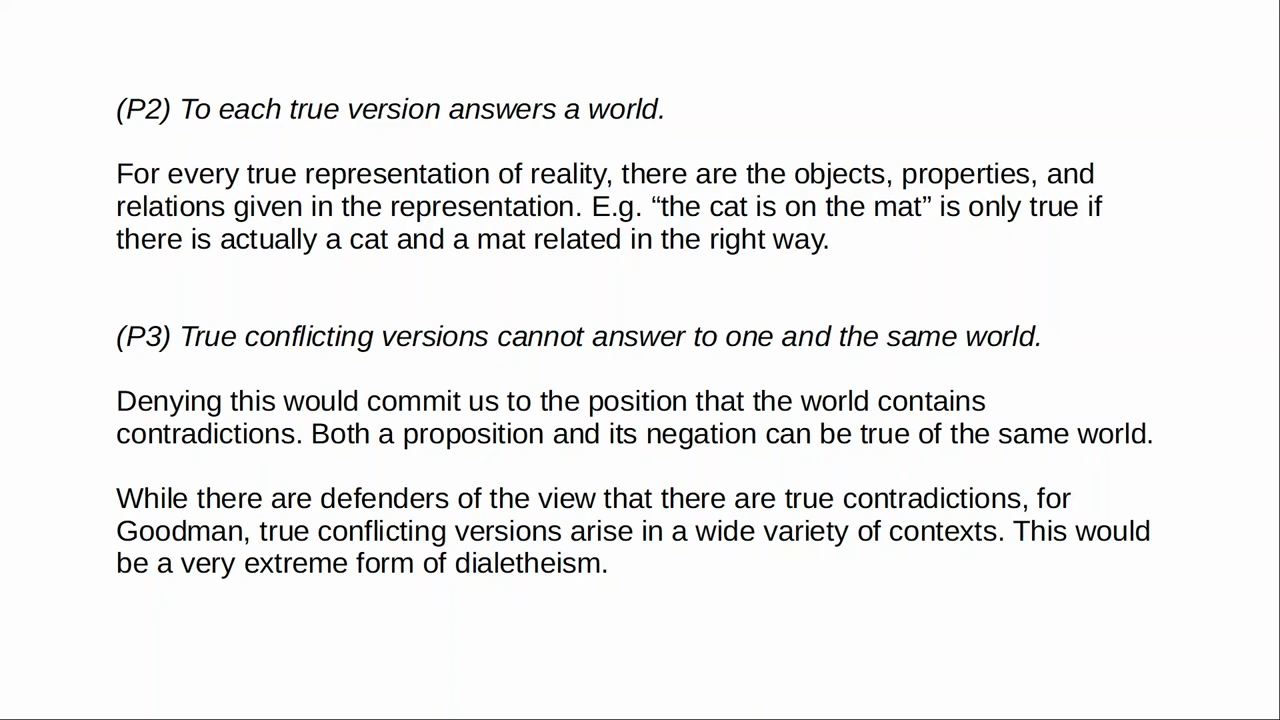 (P2) To each true version answers a world.
For every true representation of reality, there are the objects, properties, and
relations given in the representation. E.g. “the cat is on the mat” is only true if
there is actually a cat and a mat related in the right way.
(P3) True conflicting versions cannot answer to one and the same world.
Denying this would commit us to the position that the world contains
contradictions. Both a proposition and its negation can be true of the same world.
While there are defenders of the view that there are true contradictions, for
Goodman, true conflicting versions arise in a wide variety of contexts. This would
be a very extreme form of dialetheism.